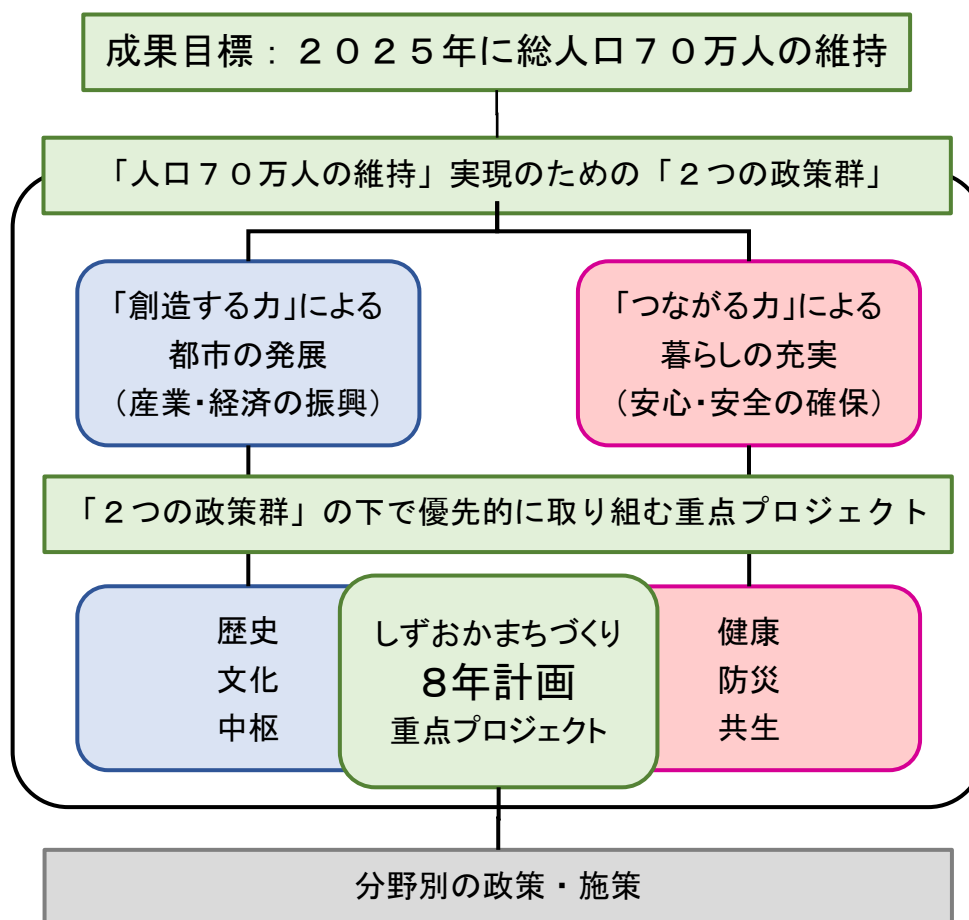 成果目標：２０２５年に総人口７０万人の維持
「人口７０万人の維持」実現のための「２つの政策群」
「創造する力」による
都市の発展
（産業・経済の振興）
「つながる力」による
暮らしの充実
（安心・安全の確保）
「２つの政策群」の下で優先的に取り組む重点プロジェクト
歴史
文化
中枢
しずおかまちづくり
８年計画
重点プロジェクト
健康
防災
共生
分野別の政策・施策